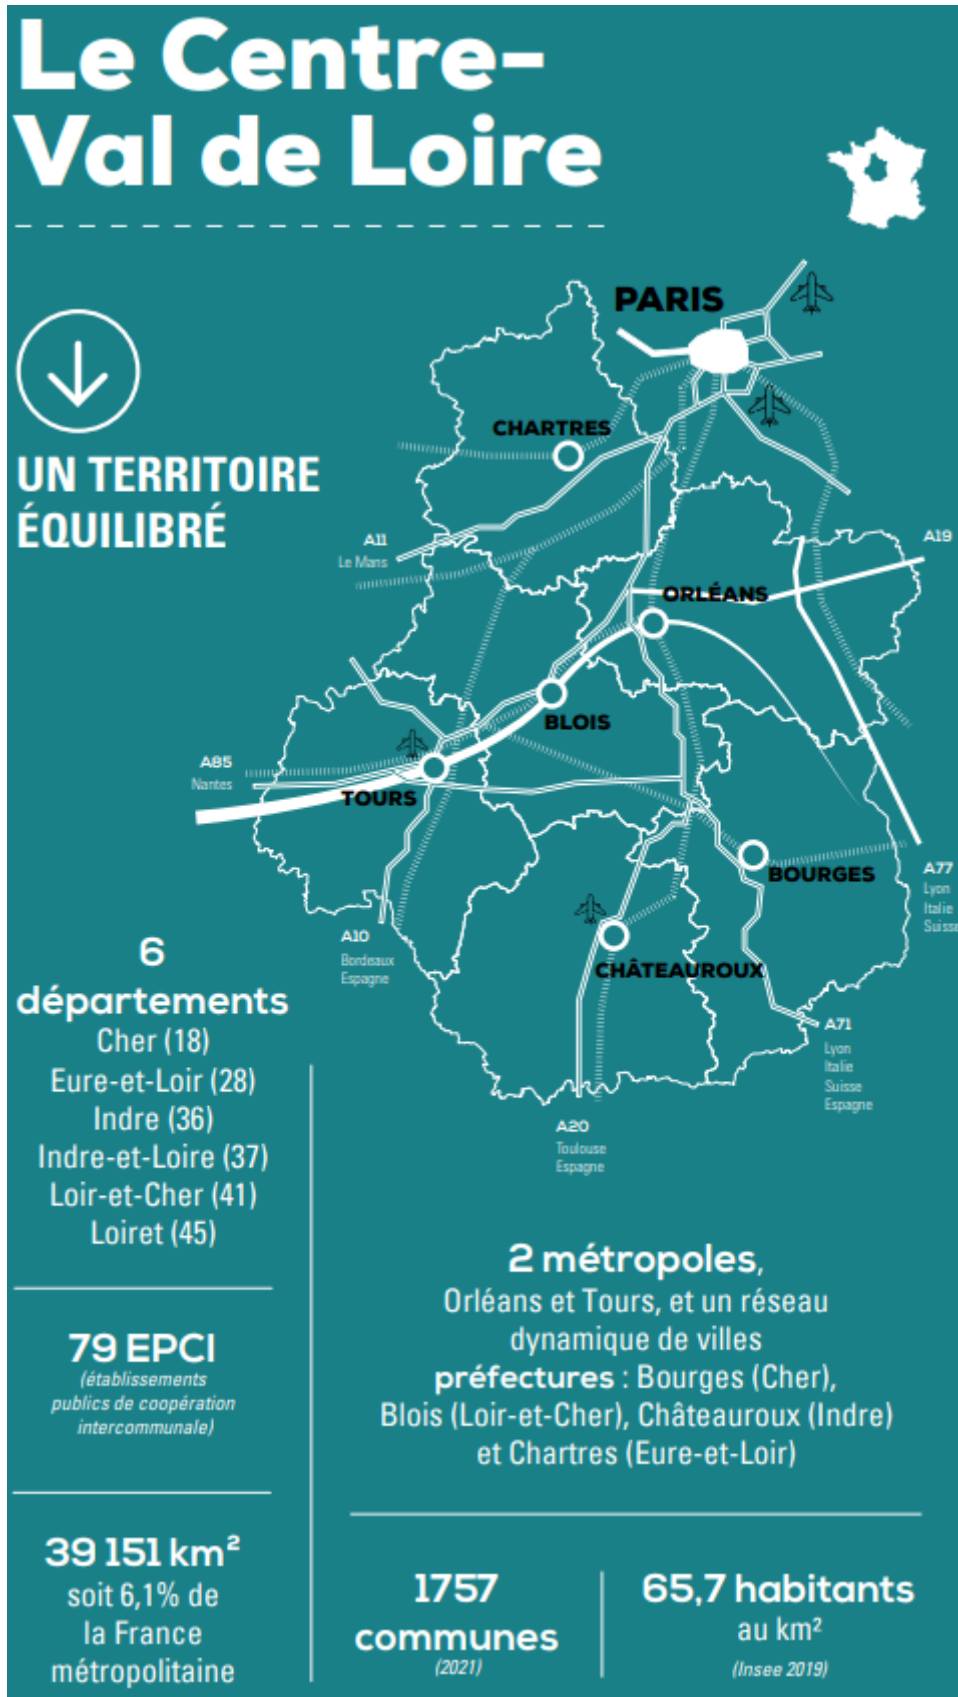 Le Centre-
Val de Loire
UN TERRITOIRE
ÉQUILIBRÉ
PARIS
CHARTRES
A11
Le Mans
A19
ORLÉANS
BLOIS
A85
Nantes
TOURS
BOURGES
A77
Lyon
Italie
Suisse
A10
Bordeaux
Espagne
CHÂTEAUROUX
A71
Lyon
Italie
Suisse
Espagne
A20
Toulouse
Espagne
6
départements
Cher (18)
Eure-et-Loir (28)
Indre (36)
Indre-et-Loire (37)
Loir-et-Cher (41)
Loiret (45)
79 EPCI
(établissements
publics de coopération
intercommunale)
39 151 km²
soit 6,1% de
la France
métropolitaine
2 métropoles,
Orléans et Tours, et un réseau
dynamique de villes
préfectures : Bourges (Cher),
Blois (Loir-et-Cher), Châteauroux (Indre)
et Chartres (Eure-et-Loir)
1757
communes
(2021)
65,7 habitants
au km²
(Insee 2019)